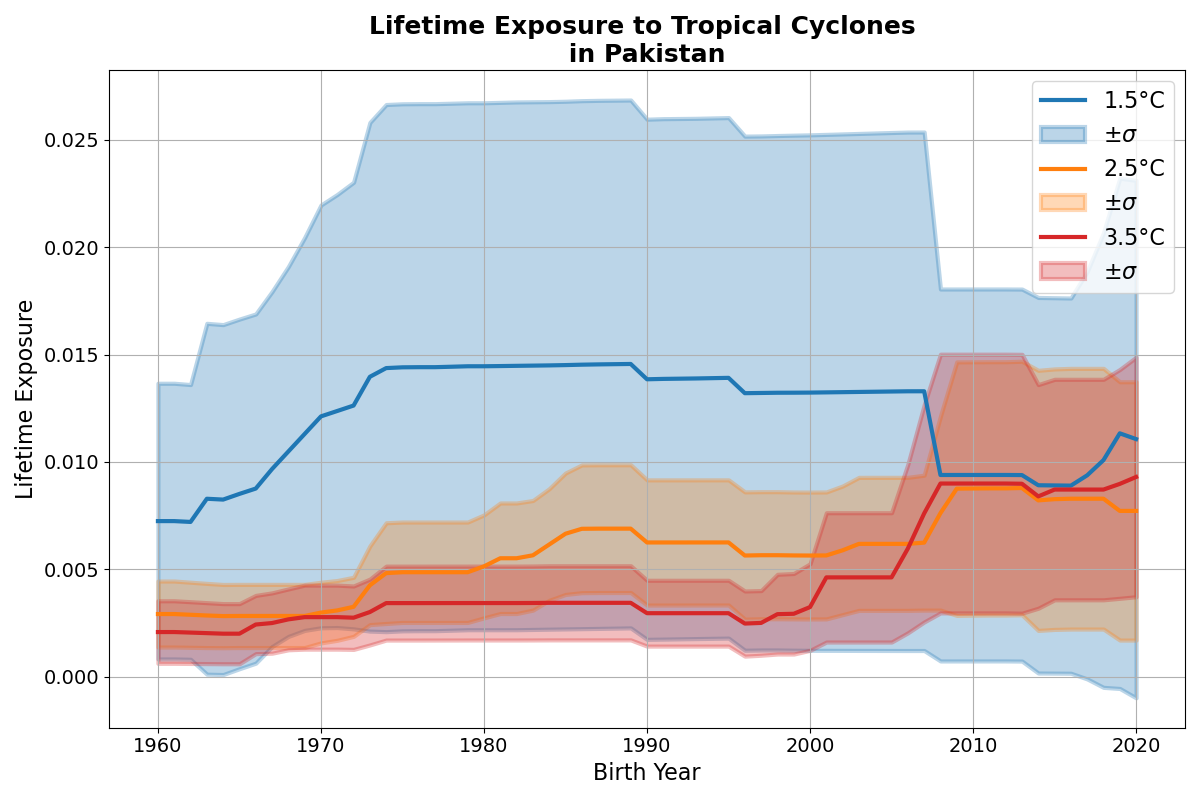 Lifetime Exposure to Tropical Cyclones
in Pakistan
1.5°C
±σ
2.5°C
±σ
3.5°C
±σ
Lifetime Exposure
0.025
0.020
0.015
0.010
0.005
0.000
1960 1970 1980 1990 2000 2010 2020
Birth Year